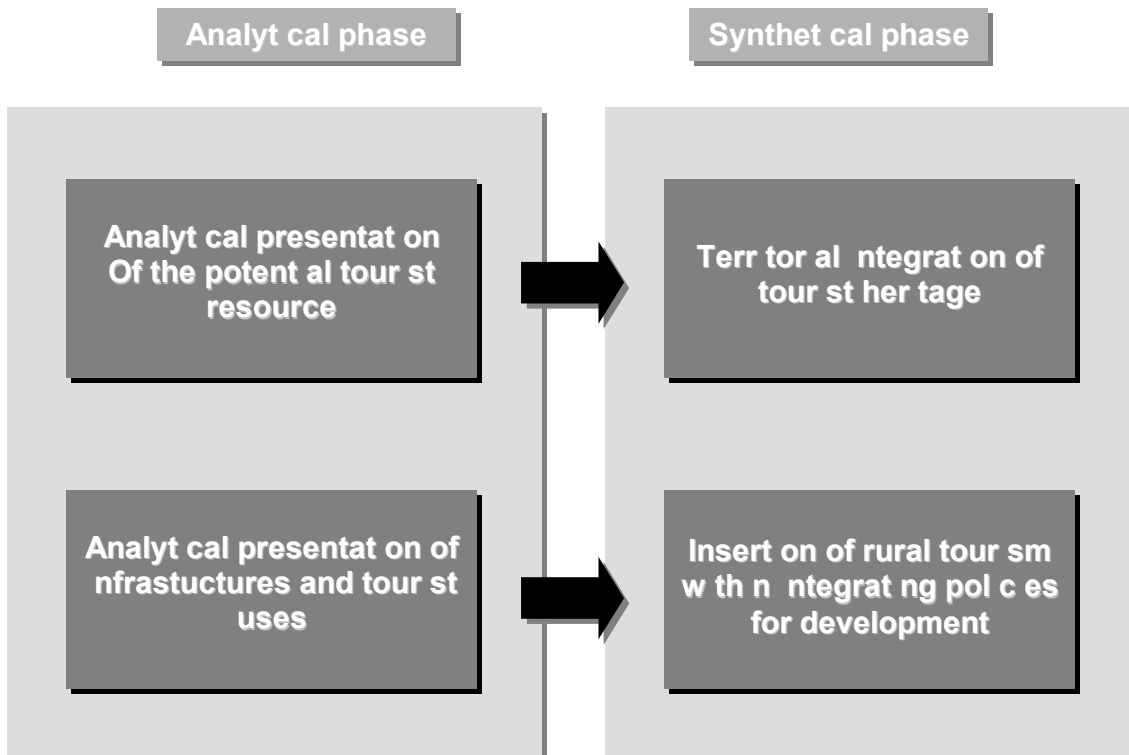 Analyt cal phase
Synthet cal phase
Analyt cal presentat on
Of the potent al tour st
resource
Terr tor al  ntegrat on of
tour st her tage
Analyt cal presentat on of
nfrastuctures and tour st
uses
Insert on of rural tour sm
w th n  ntegrat ng pol c es
for development